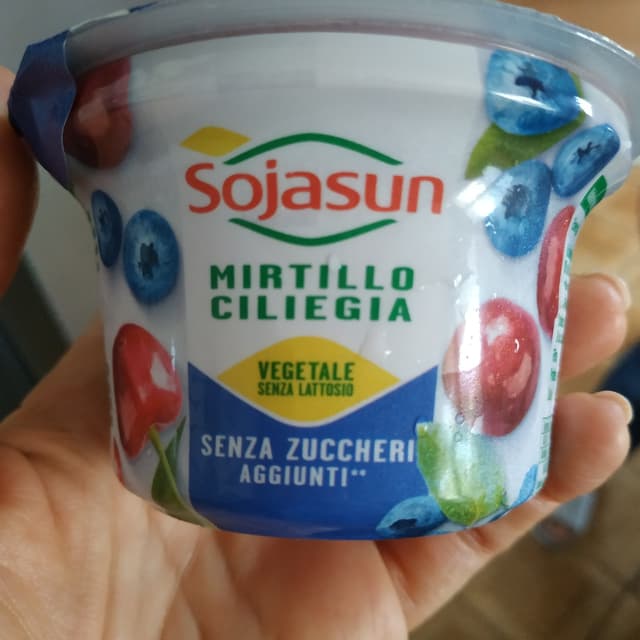 Sojasun
MIRTILLO
CILIEGIA
VEGETALE
SENZA LATTOSIO
SENZA ZUCCHERI
AGGIUNTI**